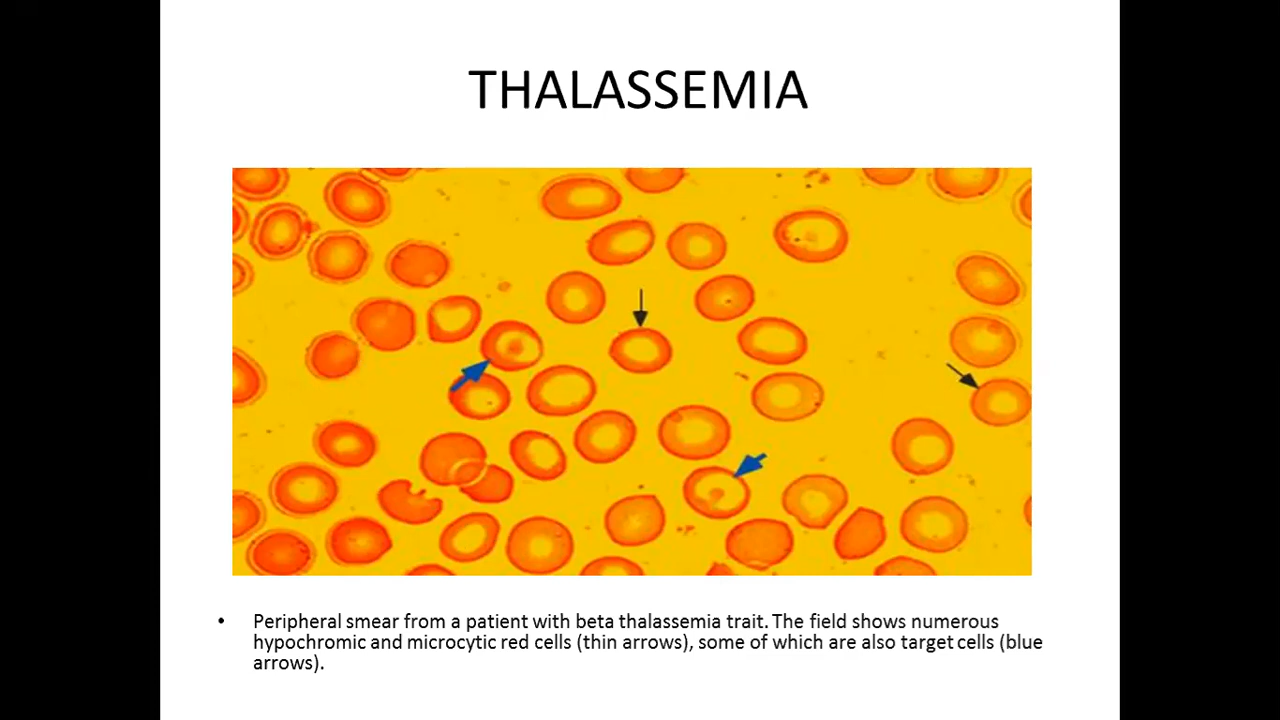 THALASSEMIA
• Peripheral smear from a patient with beta thalassemia trait. The field shows numerous
hypochromic and microcytic red cells (thin arrows), some of which are also target cells (blue
arrows).